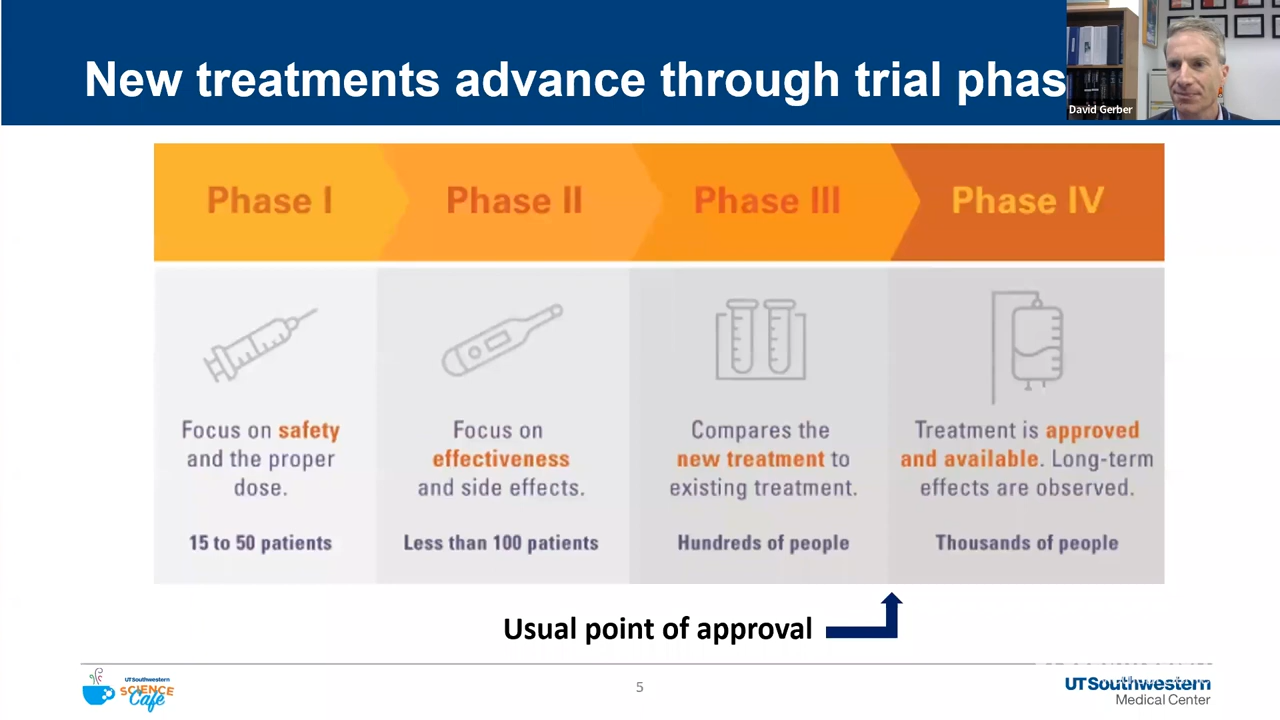 New treatments advance through trial phas
David Gerber
Phase I
Phase II
Phase III
Phase IV
Focus on safety
and the proper
dose.
15 to 50 patients
Focus on
effectiveness
and side effects.
Less than 100 patients
Compares the
new treatment to
existing treatment.
Hundreds of people
Treatment is approved
and available. Long-term
effects are observed.
Thousands of people
Usual point of approval
UTSouthwestern
SCIENCE
Café
5
UTSouthwestern
Medical Center